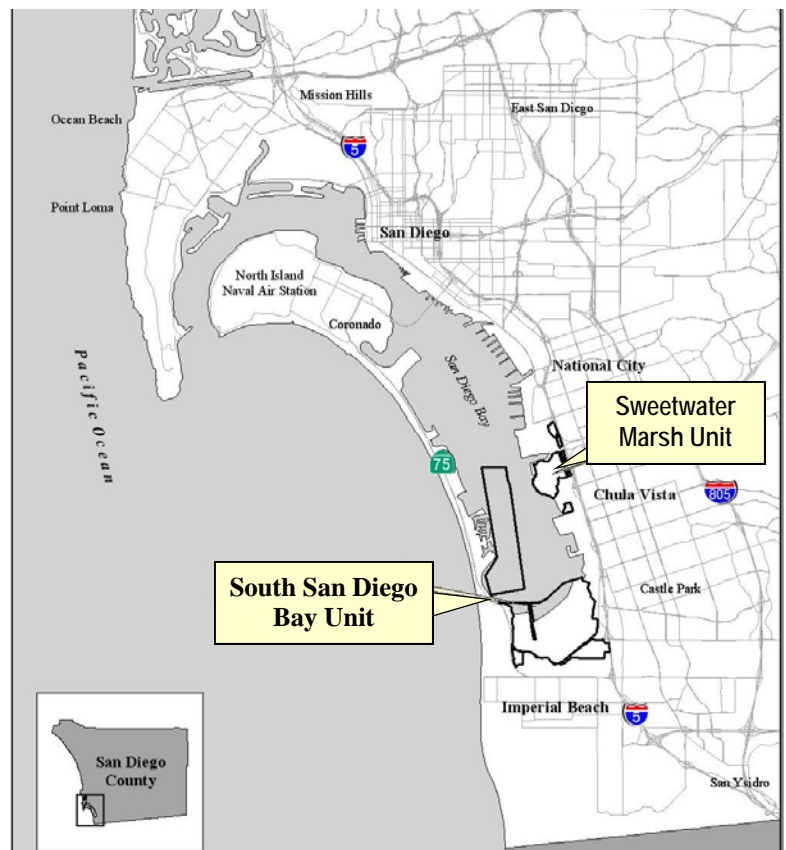 Mission Hills
East San Diego
Ocean Beach
5
Point Loma
San Diego
North Island
Naval Air Station
Coronado
San Diego Bay
National City
Pacific Ocean
Sweetwater
Marsh Unit
75
Chula Vista
805
South San Diego
Bay Unit
Castle Park
Imperial Beach
5
San Diego
County
San Ysidro